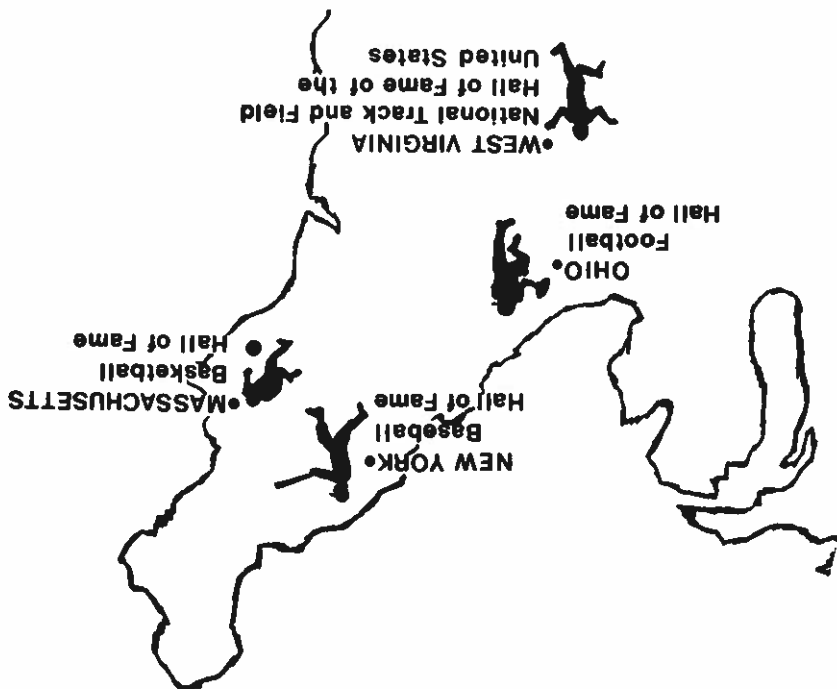 NEW YORK•
Baseball
Hall of Fame
•MASSACHUSETTS
Basketball
Hall of Fame
OHIO•
Football
Hall of Fame
•WEST VIRGINIA
National Track and Field
Hall of Fame of the
United States